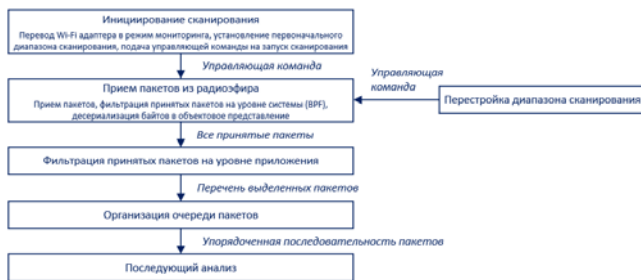 Инициирование сканирования
Перевод Wi-Fi адаптера в режим мониторинга, установление первоначального
диапазона сканирования, подача управляющей команды на запуск сканирования
Управляющая команда
Прием пакетов из радиоэфира
Прием пакетов, фильтрация принятых пакетов на уровне системы (BPF),
десериализация байтов в объектовое представление
Управляющая
команда
Перестройка диапазона сканирования
Все принятые пакеты
Фильтрация принятых пакетов на уровне приложения
Перечень выделенных пакетов
Организация очереди пакетов
Упорядоченная последовательность пакетов
Последующий анализ